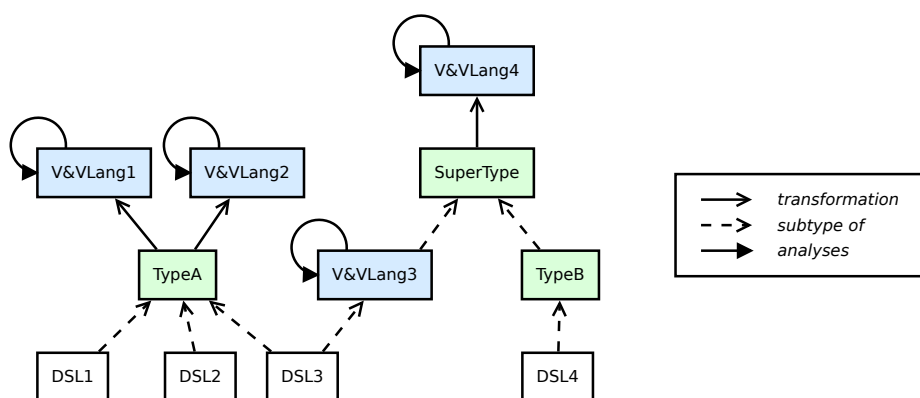 V&VLang4
V&VLang1
V&VLang2
SuperType
transformation
subtype of
analyses
TypeA
V&VLang3
TypeB
DSL1
DSL2
DSL3
DSL4